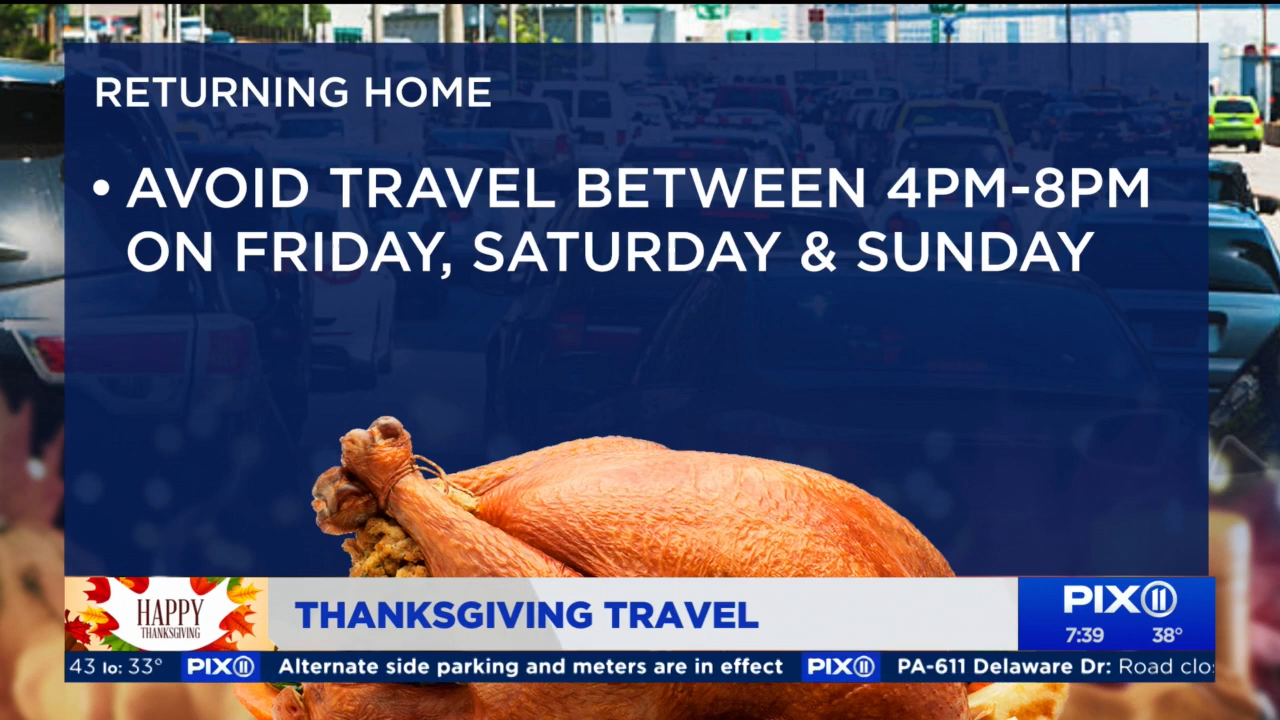 RETURNING HOME
• AVOID TRAVEL BETWEEN 4PM-8PM
ON FRIDAY, SATURDAY & SUNDAY
HAPPY
THANKSGIVING
THANKSGIVING TRAVEL
PIX11
7:39 38°
43 lo: 33° PIX11 Alternate side parking and meters are in effect PIX11 PA-611 Delaware Dr: Road clo